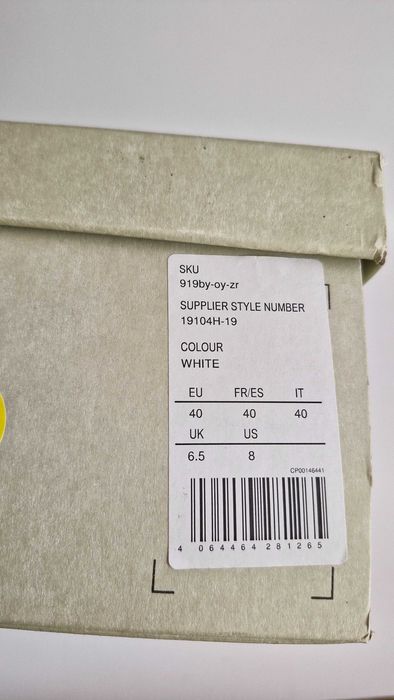 SKU
919by-oy-zr
SUPPLIER STYLE NUMBER
19104H-19
COLOUR
WHITE
EU FR/ES IT
40 40 40
UK US
6.5 8
CP00146441
4 064464 281265